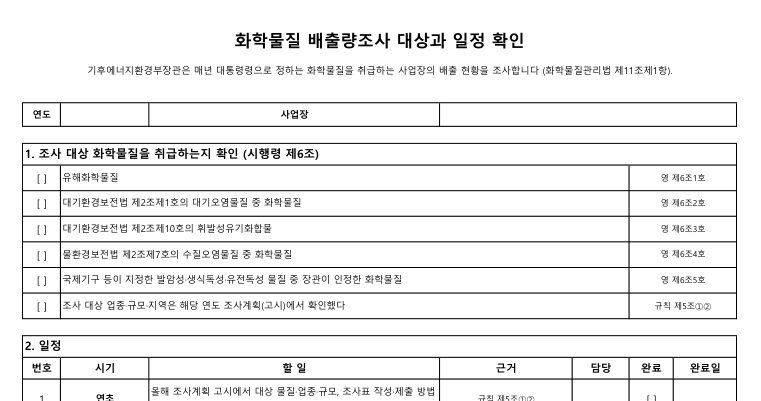 화학물질 배출량조사 대상과 일정 확인
기후에너지환경부장관은 매년 대통령령으로 정하는 화학물질을 취급하는 사업장의 배출 현황을 조사합니다 (화학물질관리법 제11조제1항).
연도 사업장
1. 조사 대상 화학물질을 취급하는지 확인 (시행령 제6조)
[ ] 유해화학물질 영 제6조1호
[ ] 대기환경보전법 제2조제1호의 대기오염물질 중 화학물질 영 제6조2호
[ ] 대기환경보전법 제2조제10호의 휘발성유기화합물 영 제6조3호
[ ] 물환경보전법 제2조제7호의 수질오염물질 중 화학물질 영 제6조4호
[ ] 국제기구 등이 지정한 발암성·생식독성·유전독성 물질 중 장관이 인정한 화학물질 영 제6조5호
[ ] 조사 대상 업종·규모·지역은 해당 연도 조사계획(고시)에서 확인했다 규칙 제5조①②
2. 일정
번호 시기 할 일 근거 담당 완료 완료일
1 연초 올해 조사계획 고시에서 대상 물질·업종·규모, 조사표 작성·제출 방법 규칙 제5조①② [ ]